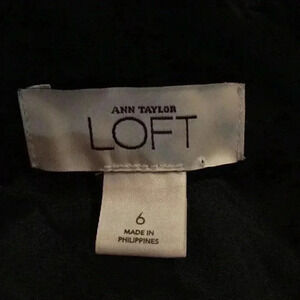 ANN TAYLOR
LOFT
6
MADE IN
PHILIPPINES